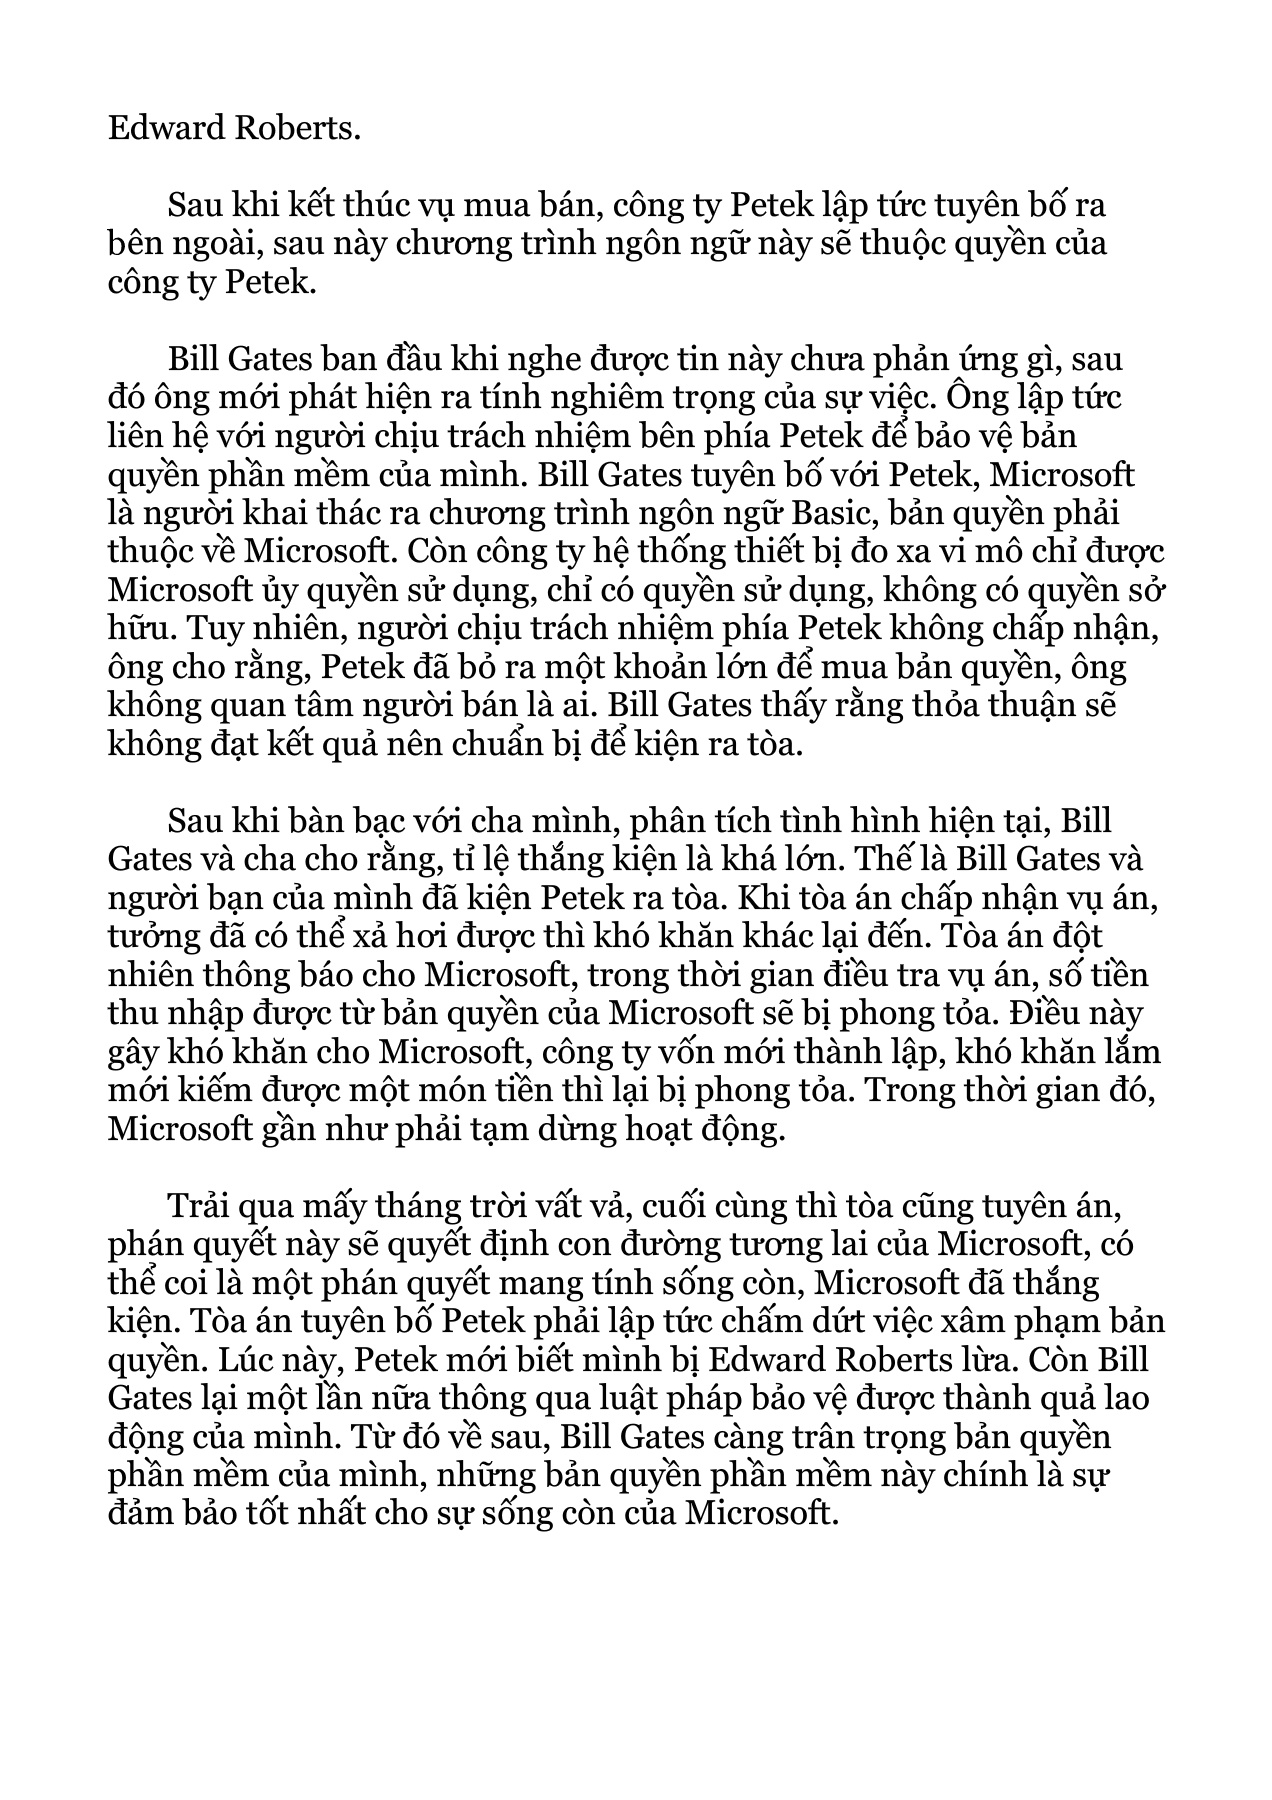 Edward Roberts.
Sau khi kết thúc vụ mua bán, công ty Petek lập tức tuyên bố ra
bên ngoài, sau này chương trình ngôn ngữ này sẽ thuộc quyền của
công ty Petek.
Bill Gates ban đầu khi nghe được tin này chưa phản ứng gì, sau
đó ông mới phát hiện ra tính nghiêm trọng của sự việc. Ông lập tức
liên hệ với người chịu trách nhiệm bên phía Petek để bảo vệ bản
quyền phần mềm của mình. Bill Gates tuyên bố với Petek, Microsoft
là người khai thác ra chương trình ngôn ngữ Basic, bản quyền phải
thuộc về Microsoft. Còn công ty hệ thống thiết bị đo xa vi mô chỉ được
Microsoft ủy quyền sử dụng, chỉ có quyền sử dụng, không có quyền sở
hữu. Tuy nhiên, người chịu trách nhiệm phía Petek không chấp nhận,
ông cho rằng, Petek đã bỏ ra một khoản lớn để mua bản quyền, ông
không quan tâm người bán là ai. Bill Gates thấy rằng thỏa thuận sẽ
không đạt kết quả nên chuẩn bị để kiện ra tòa.
Sau khi bàn bạc với cha mình, phân tích tình hình hiện tại, Bill
Gates và cha cho rằng, tỉ lệ thắng kiện là khá lớn. Thế là Bill Gates và
người bạn của mình đã kiện Petek ra tòa. Khi tòa án chấp nhận vụ án,
tưởng đã có thể xả hơi được thì khó khăn khác lại đến. Tòa án đột
nhiên thông báo cho Microsoft, trong thời gian điều tra vụ án, số tiền
thu nhập được từ bản quyền của Microsoft sẽ bị phong tỏa. Điều này
gây khó khăn cho Microsoft, công ty vốn mới thành lập, khó khăn lắm
mới kiếm được một món tiền thì lại bị phong tỏa. Trong thời gian đó,
Microsoft gần như phải tạm dừng hoạt động.
Trải qua mấy tháng trời vất vả, cuối cùng thì tòa cũng tuyên án,
phán quyết này sẽ quyết định con đường tương lai của Microsoft, có
thể coi là một phán quyết mang tính sống còn, Microsoft đã thắng
kiện. Tòa án tuyên bố Petek phải lập tức chấm dứt việc xâm phạm bản
quyền. Lúc này, Petek mới biết mình bị Edward Roberts lừa. Còn Bill
Gates lại một lần nữa thông qua luật pháp bảo vệ được thành quả lao
động của mình. Từ đó về sau, Bill Gates càng trân trọng bản quyền
phần mềm của mình, những bản quyền phần mềm này chính là sự
đảm bảo tốt nhất cho sự sống còn của Microsoft.